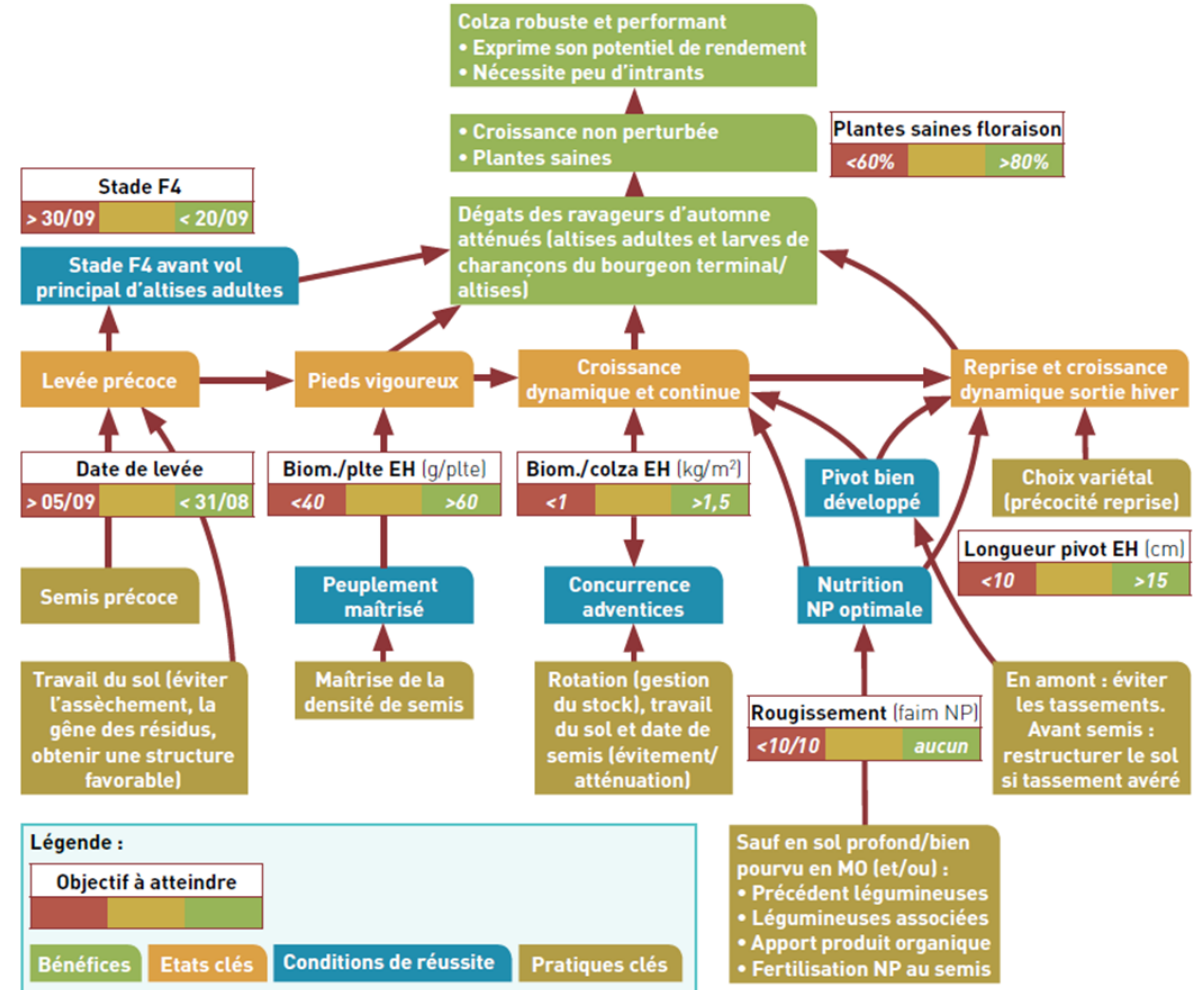 Colza robuste et performant
• Exprime son potentiel de rendement
• Nécessite peu d'intrants
• Croissance non perturbée
• Plantes saines
Plantes saines floraison
<60%
>80%
Stade F4
> 30/09
< 20/09
Dégats des ravageurs d'automne
atténués (altises adultes et larves de
charançons du bourgeon terminal/
altises)
Stade F4 avant vol
principal d'altises adultes
Levée précoce
Pieds vigoureux
Croissance
dynamique et continue
Reprise et croissance
dynamique sortie hiver
Date de levée
> 05/09
< 31/08
Biom./plte EH (g/plte)
<40
>60
Biom./colza EH (kg/m²)
<1
>1,5
Pivot bien
développé
Choix variétal
(précocité reprise)
Longueur pivot EH (cm)
<10
>15
Semis précoce
Peuplement
maîtrisé
Concurrence
adventices
Nutrition
NP optimale
Travail du sol (éviter
l'assèchement, la
gêne des résidus,
obtenir une structure
favorable)
Maîtrise de la
densité de semis
Rotation (gestion
du stock), travail
du sol et date de
semis (évitement/
atténuation)
Rougissement (faim NP)
<10/10
aucun
En amont : éviter
les tassements.
Avant semis :
restructurer le sol
si tassement avéré
Sauf en sol profond/bien
pourvu en MO (et/ou) :
• Précédent légumineuses
• Légumineuses associées
• Apport produit organique
• Fertilisation NP au semis
Légende :
Objectif à atteindre
Bénéfices
Etats clés
Conditions de réussite
Pratiques clés